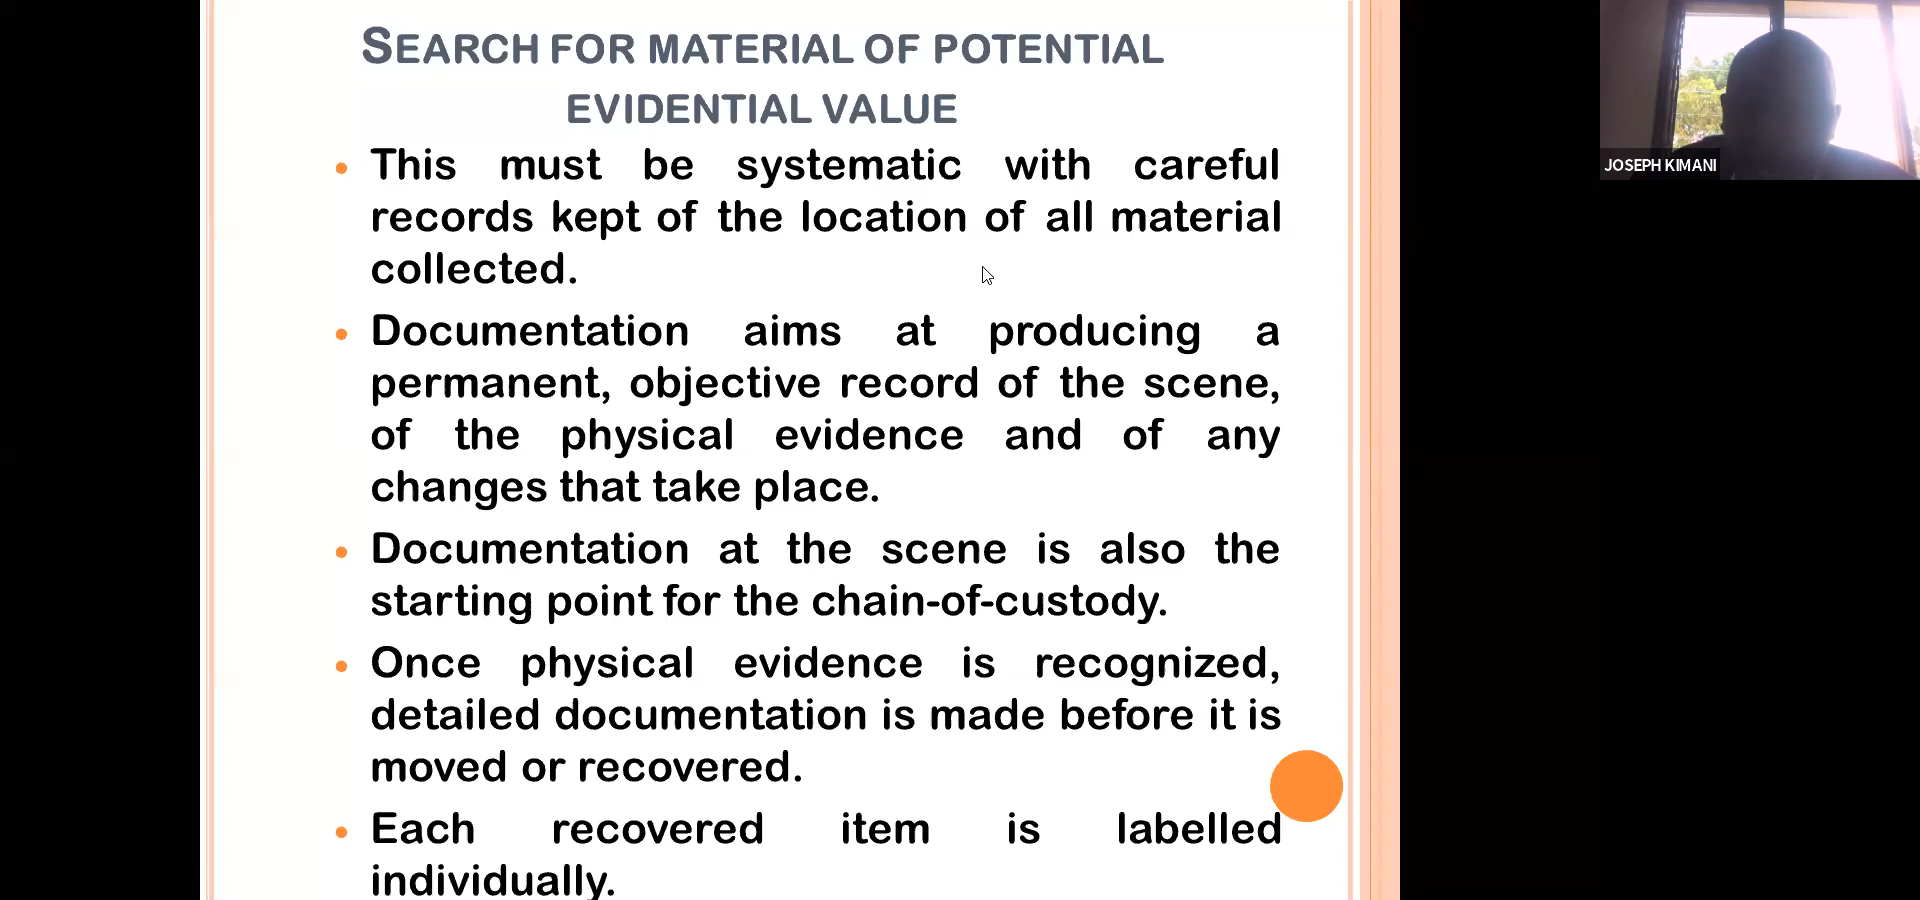 SEARCH FOR MATERIAL OF POTENTIAL
EVIDENTIAL VALUE
• This must be systematic with careful
records kept of the location of all material
collected.
• Documentation aims at producing a
permanent, objective record of the scene,
of the physical evidence and of any
changes that take place.
• Documentation at the scene is also the
starting point for the chain-of-custody.
• Once physical evidence is recognized,
detailed documentation is made before it is
moved or recovered.
• Each recovered item is labelled
individually.
JOSEPH KIMANI